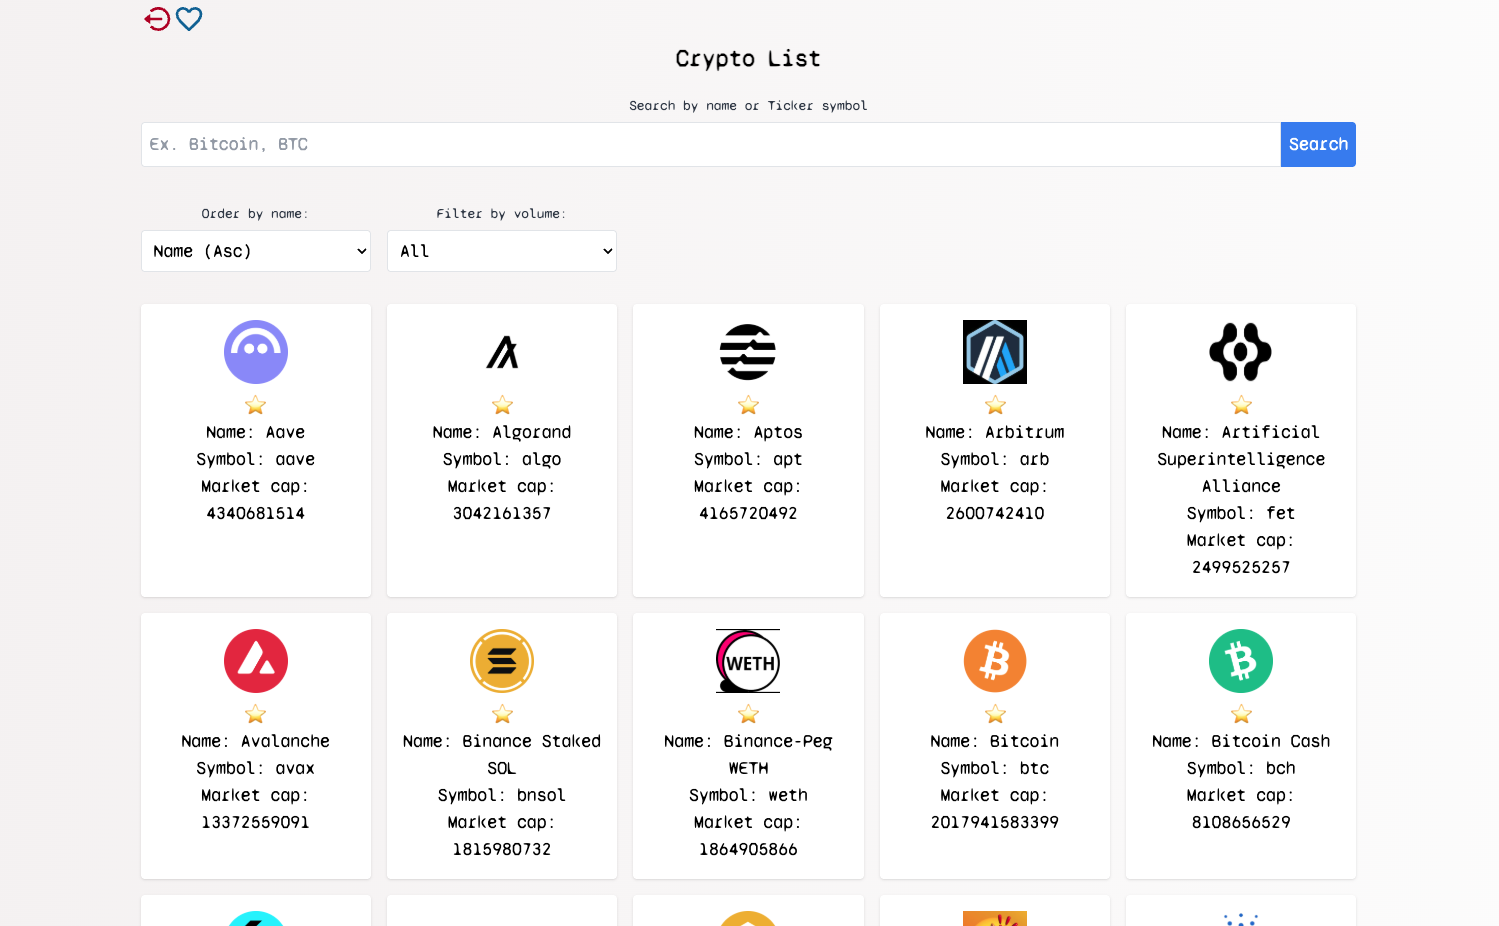 Crypto List
Search by name or Ticker symbol
Ex. Bitcoin, BTC
Search
Order by name:
Filter by volume:
Name (Asc)
All
Name: Aave
Symbol: aave
Market cap:
4340681514
Name: Algorand
Symbol: algo
Market cap:
3042161357
Name: Aptos
Symbol: apt
Market cap:
4165720492
Name: Arbitrum
Symbol: arb
Market cap:
2600742410
Name: Artificial
Superintelligence
Alliance
Symbol: fet
Market cap:
2499525257
Name: Avalanche
Symbol: avax
Market cap:
13372559091
Name: Binance Staked
SOL
Symbol: bnsol
Market cap:
1815980732
WETH
Name: Binance-Peg
WETH
Symbol: weth
Market cap:
1864905866
Name: Bitcoin
Symbol: btc
Market cap:
2017941583399
Name: Bitcoin Cash
Symbol: bch
Market cap:
8108656529